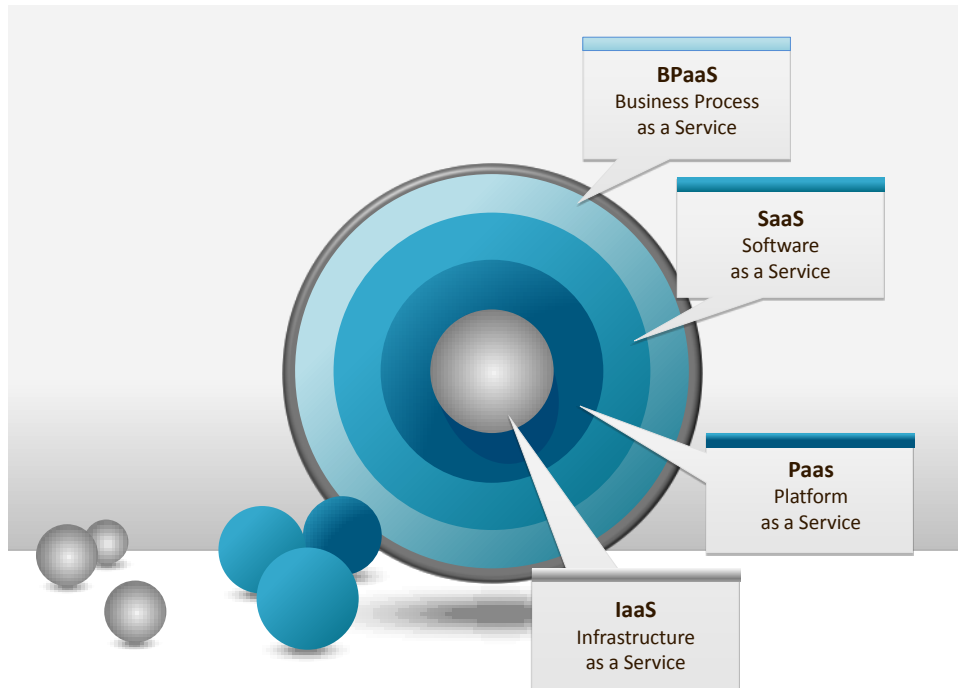 BPaaS
Business Process
as a Service
SaaS
Software
as a Service
Paas
Platform
as a Service
IaaS
Infrastructure
as a Service